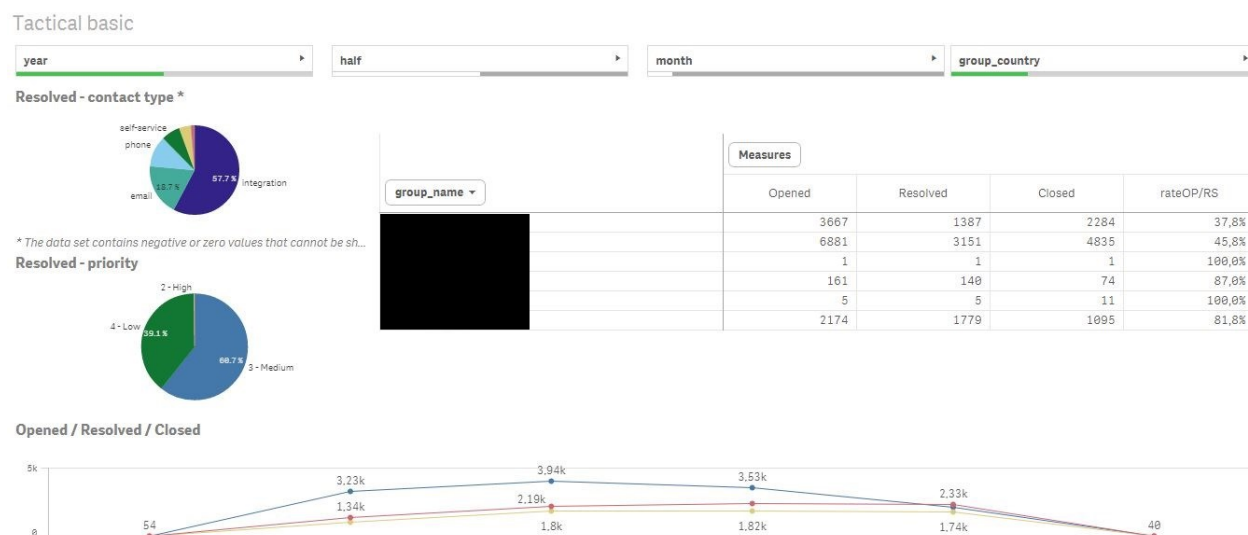 Tactical basic
year
half
month
group_country
Resolved - contact type *
self-service
phone
email
18.7 %
57.7 %
integration
* The data set contains negative or zero values that cannot be sh...
Resolved - priority
2 - High
4 - Low
39.1 %
60.7 %
3 - Medium
Measures
group_name
Opened Resolved Closed rateOP/RS
3667 1387 2284 37,8%
6881 3151 4835 45,8%
1 1 1 100,0%
161 140 74 87,0%
5 5 11 100,0%
2174 1779 1095 81,8%
Opened / Resolved / Closed
5k
0
54
3,23k
1,34k
3,94k
2,19k
1,8k
3,53k
1,82k
2,33k
1,74k
40